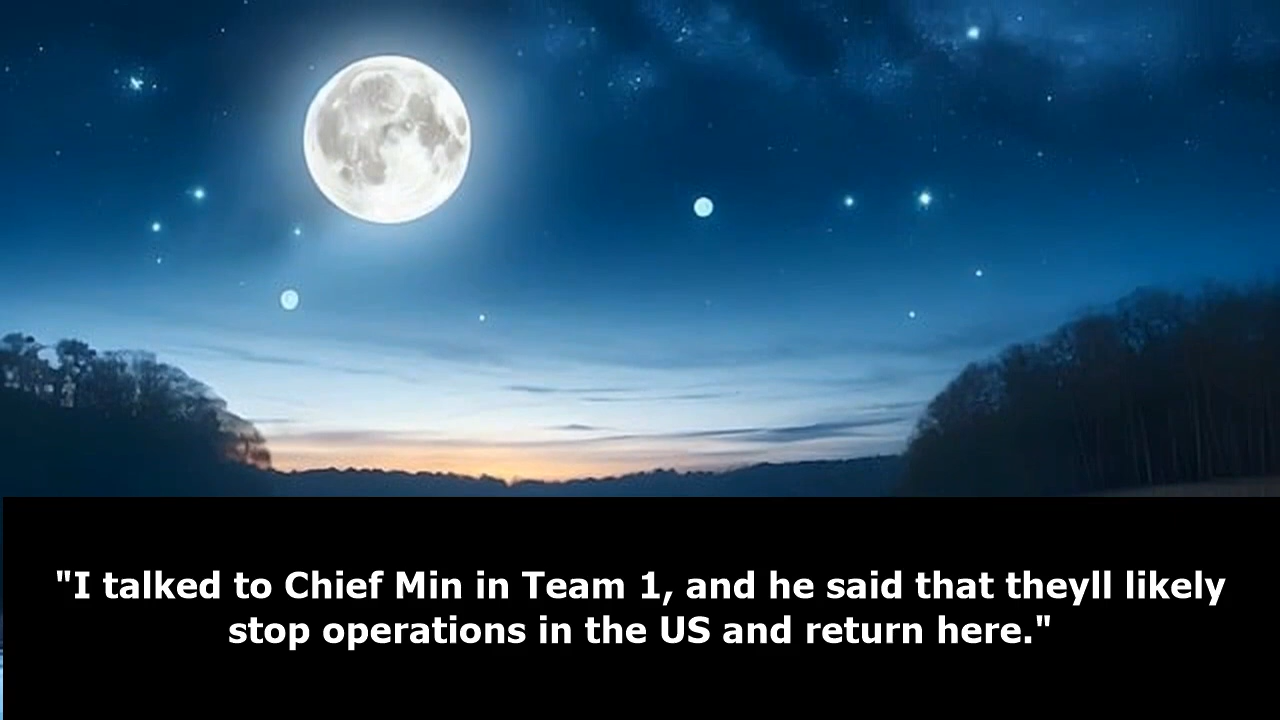 "I talked to Chief Min in Team 1, and he said that theyll likely
stop operations in the US and return here."